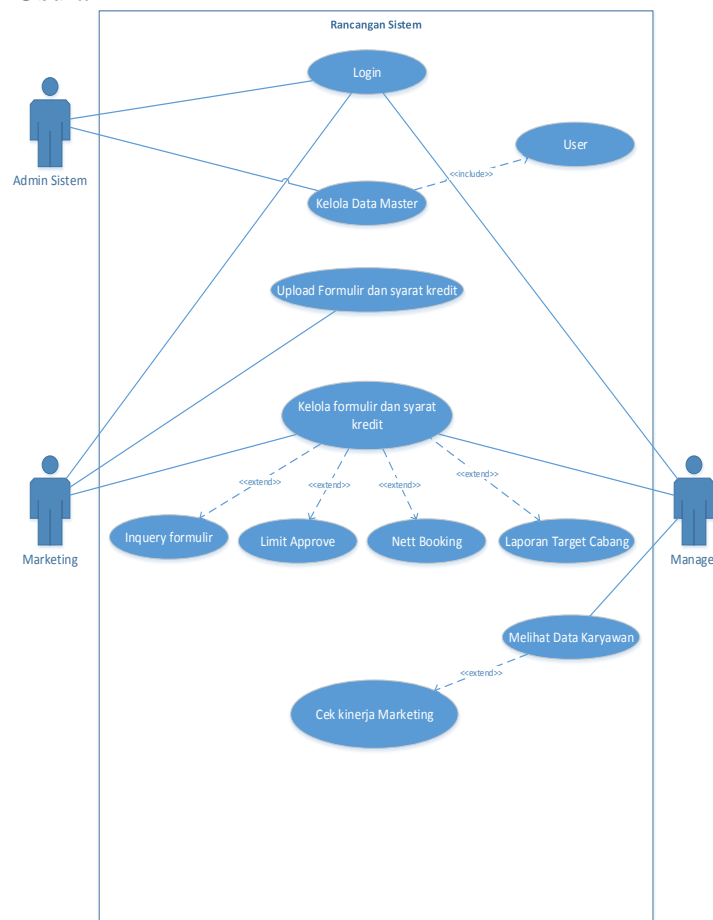 Rancangan Sistem
Login
Admin Sistem
User
<<include>>
Kelola Data Master
Upload Formulir dan syarat kredit
Kelola formulir dan syarat
kredit
Marketing
Manage
<<extend>>
<<extend>>
<<extend>>
<<extend>>
Inquery formulir
Limit Approve
Nett Booking
Laporan Target Cabang
Melihat Data Karyawan
<<extend>>
Cek kinerja Marketing